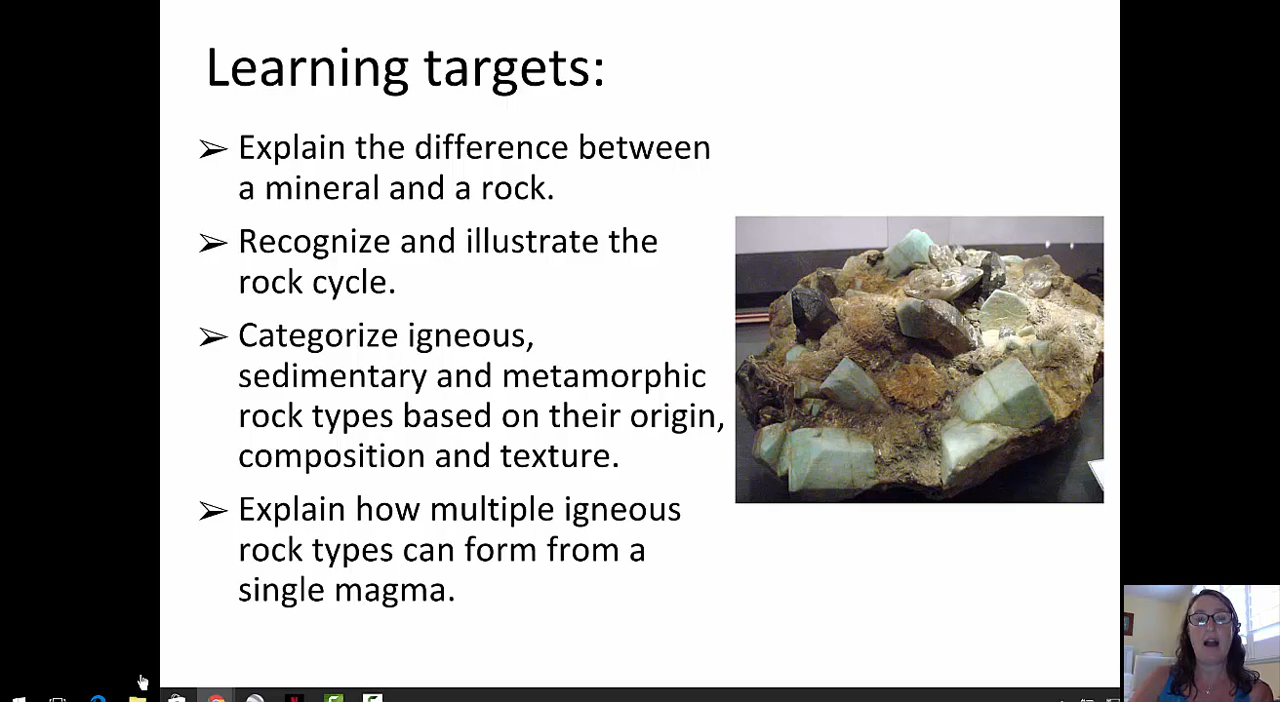 Learning targets:
➢ Explain the difference between
a mineral and a rock.
➢ Recognize and illustrate the
rock cycle.
➢ Categorize igneous,
sedimentary and metamorphic
rock types based on their origin,
composition and texture.
➢ Explain how multiple igneous
rock types can form from a
single magma.